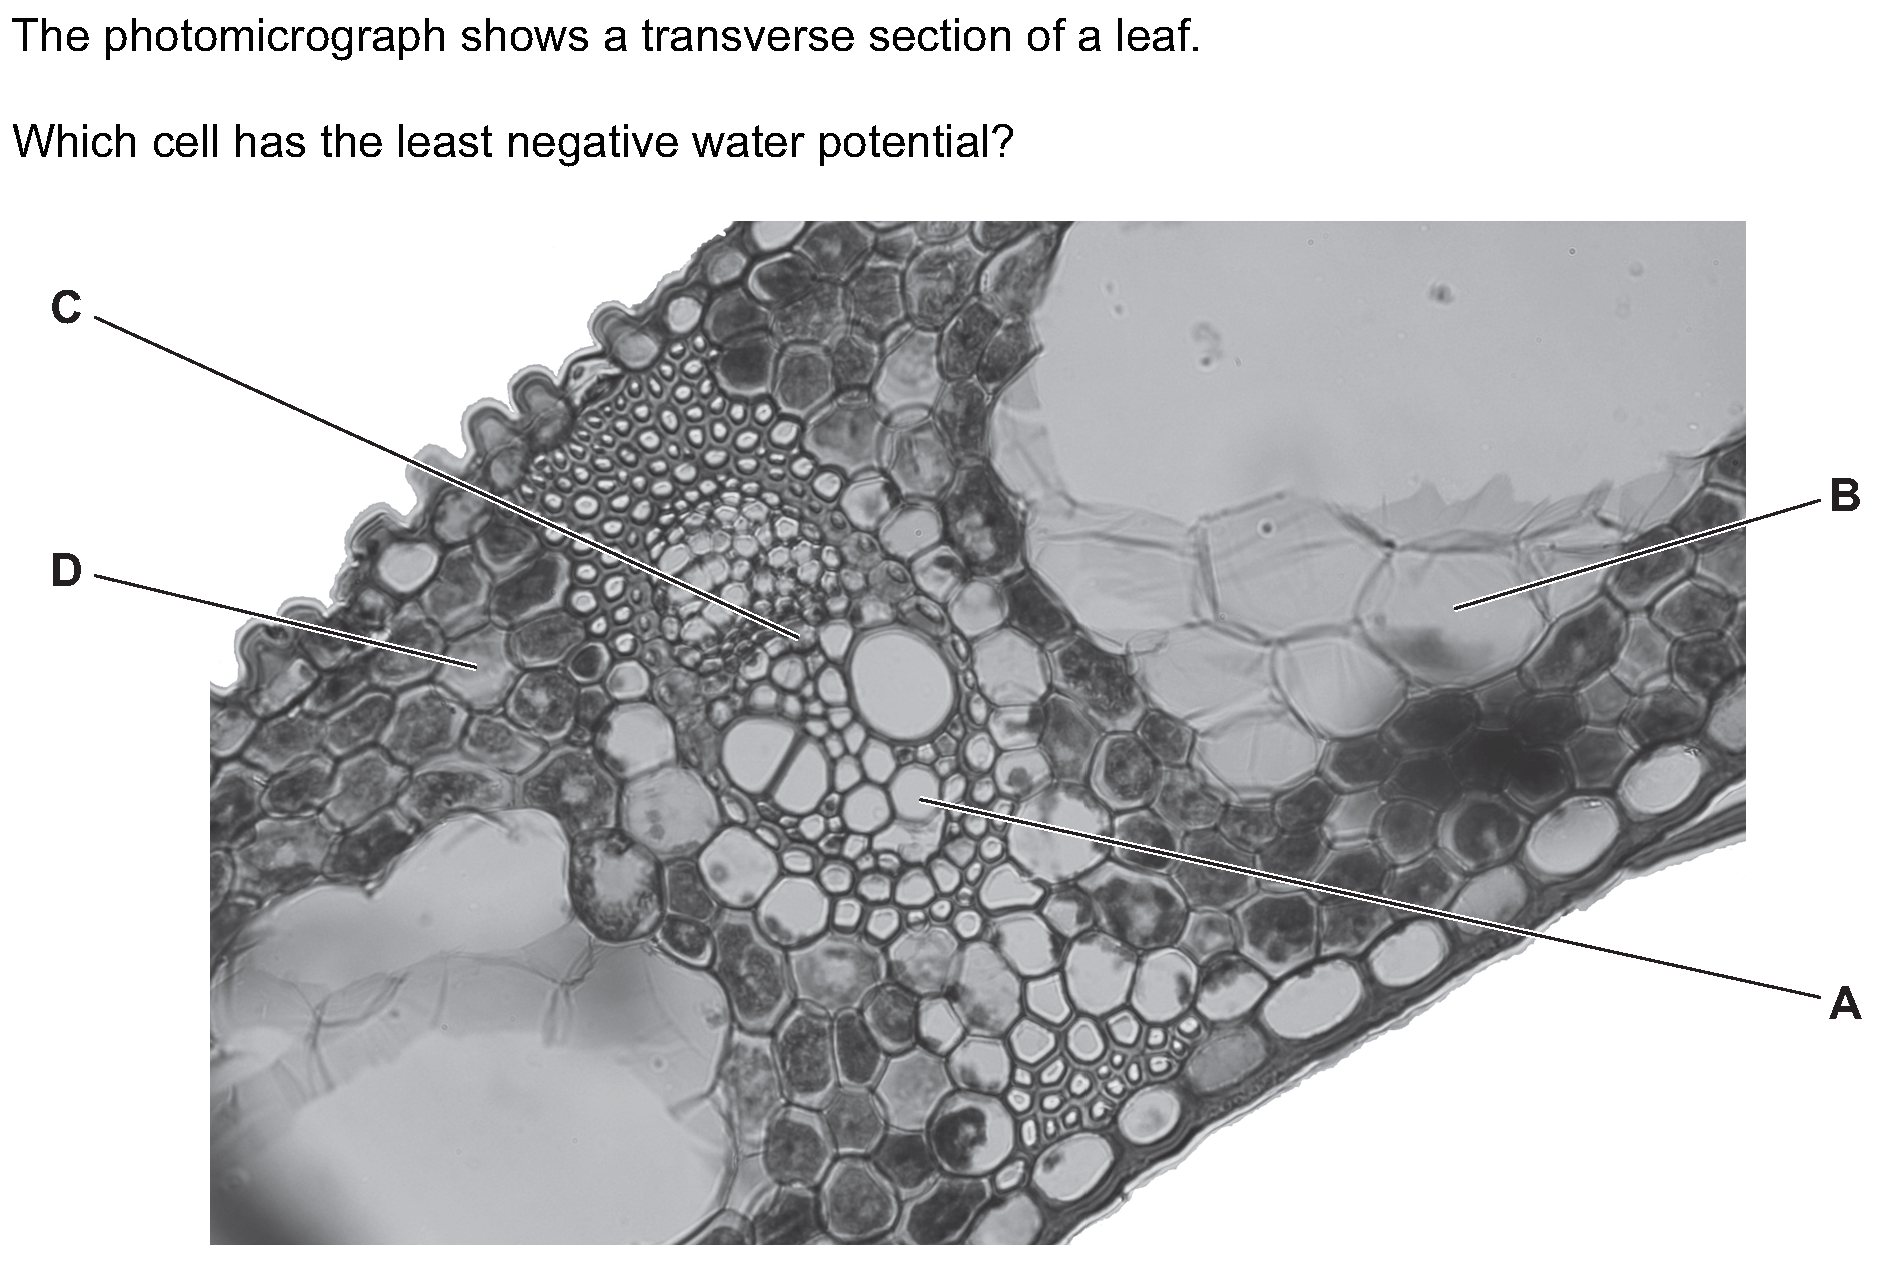 The photomicrograph shows a transverse section of a leaf.
Which cell has the least negative water potential?
C
B
D
A